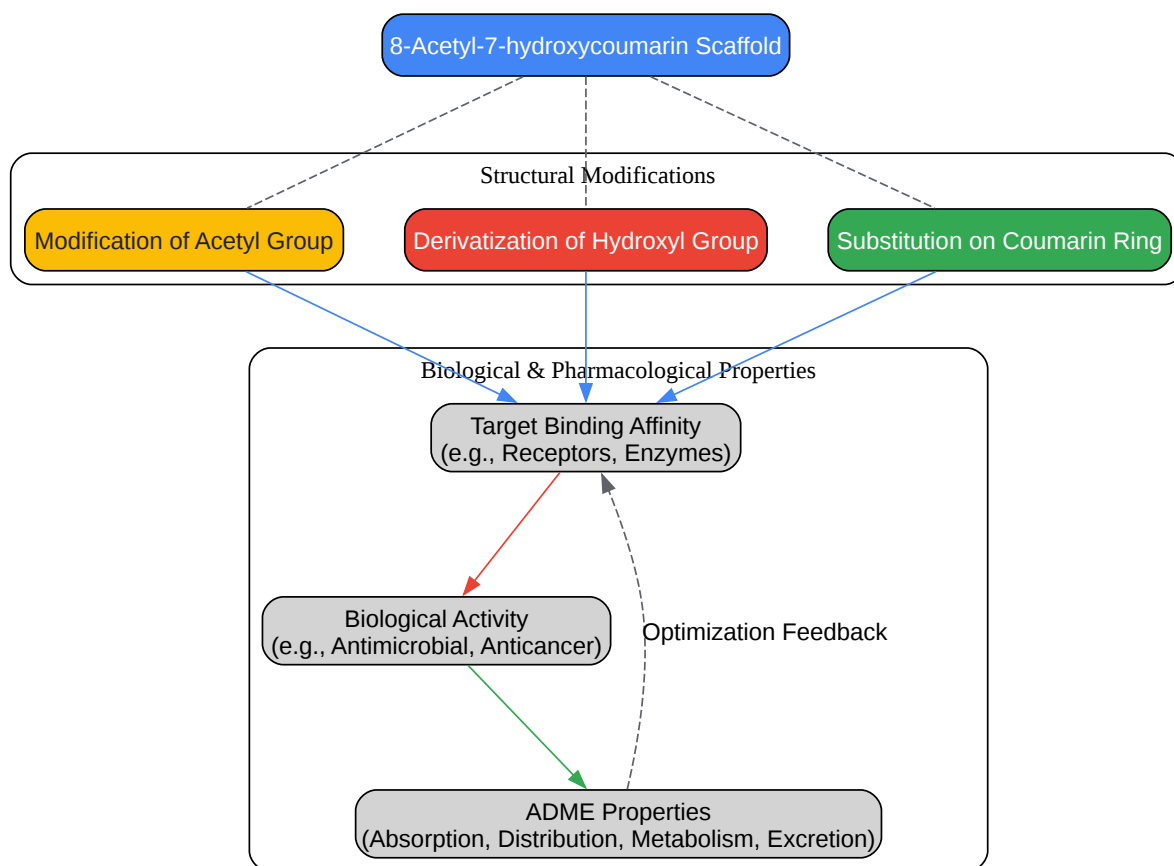 8-Acetyl-7-hydroxycoumarin Scaffold
Structural Modifications
Modification of Acetyl Group
Derivatization of Hydroxyl Group
Substitution on Coumarin Ring
Biological & Pharmacological Properties
Target Binding Affinity
(e.g., Receptors, Enzymes)
Biological Activity
(e.g., Antimicrobial, Anticancer)
Optimization Feedback
ADME Properties
(Absorption, Distribution, Metabolism, Excretion)